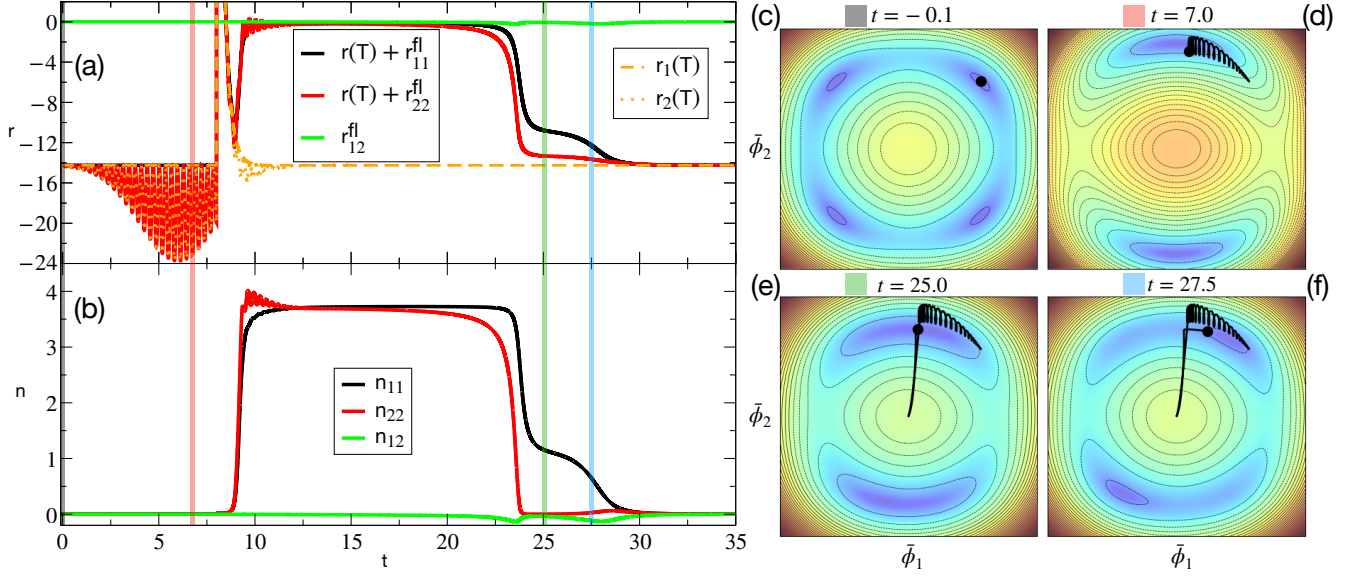 (a)
r
0
−4
−8
−12
−16
−20
−24
r(T) + r^fl_11
r(T) + r^fl_22
r^fl_12
r_1(T)
r_2(T)
(b)
n
4
3
2
1
0
n_11
n_22
n_12
0 5 10 15 20 25 30 35
t
(c) t = − 0.1
ϕ̄_2
t = 7.0 (d)
(e) t = 25.0
ϕ̄_2
ϕ̄_1
t = 27.5 (f)
ϕ̄_1